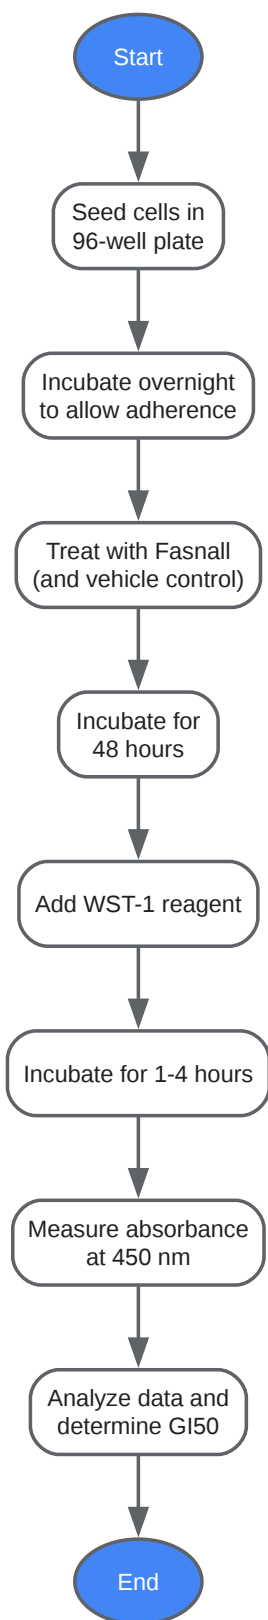 Start
Seed cells in
96-well plate
Incubate overnight
to allow adherence
Treat with Fasnall
(and vehicle control)
Incubate for
48 hours
Add WST-1 reagent
Incubate for 1-4 hours
Measure absorbance
at 450 nm
Analyze data and
determine GI50
End